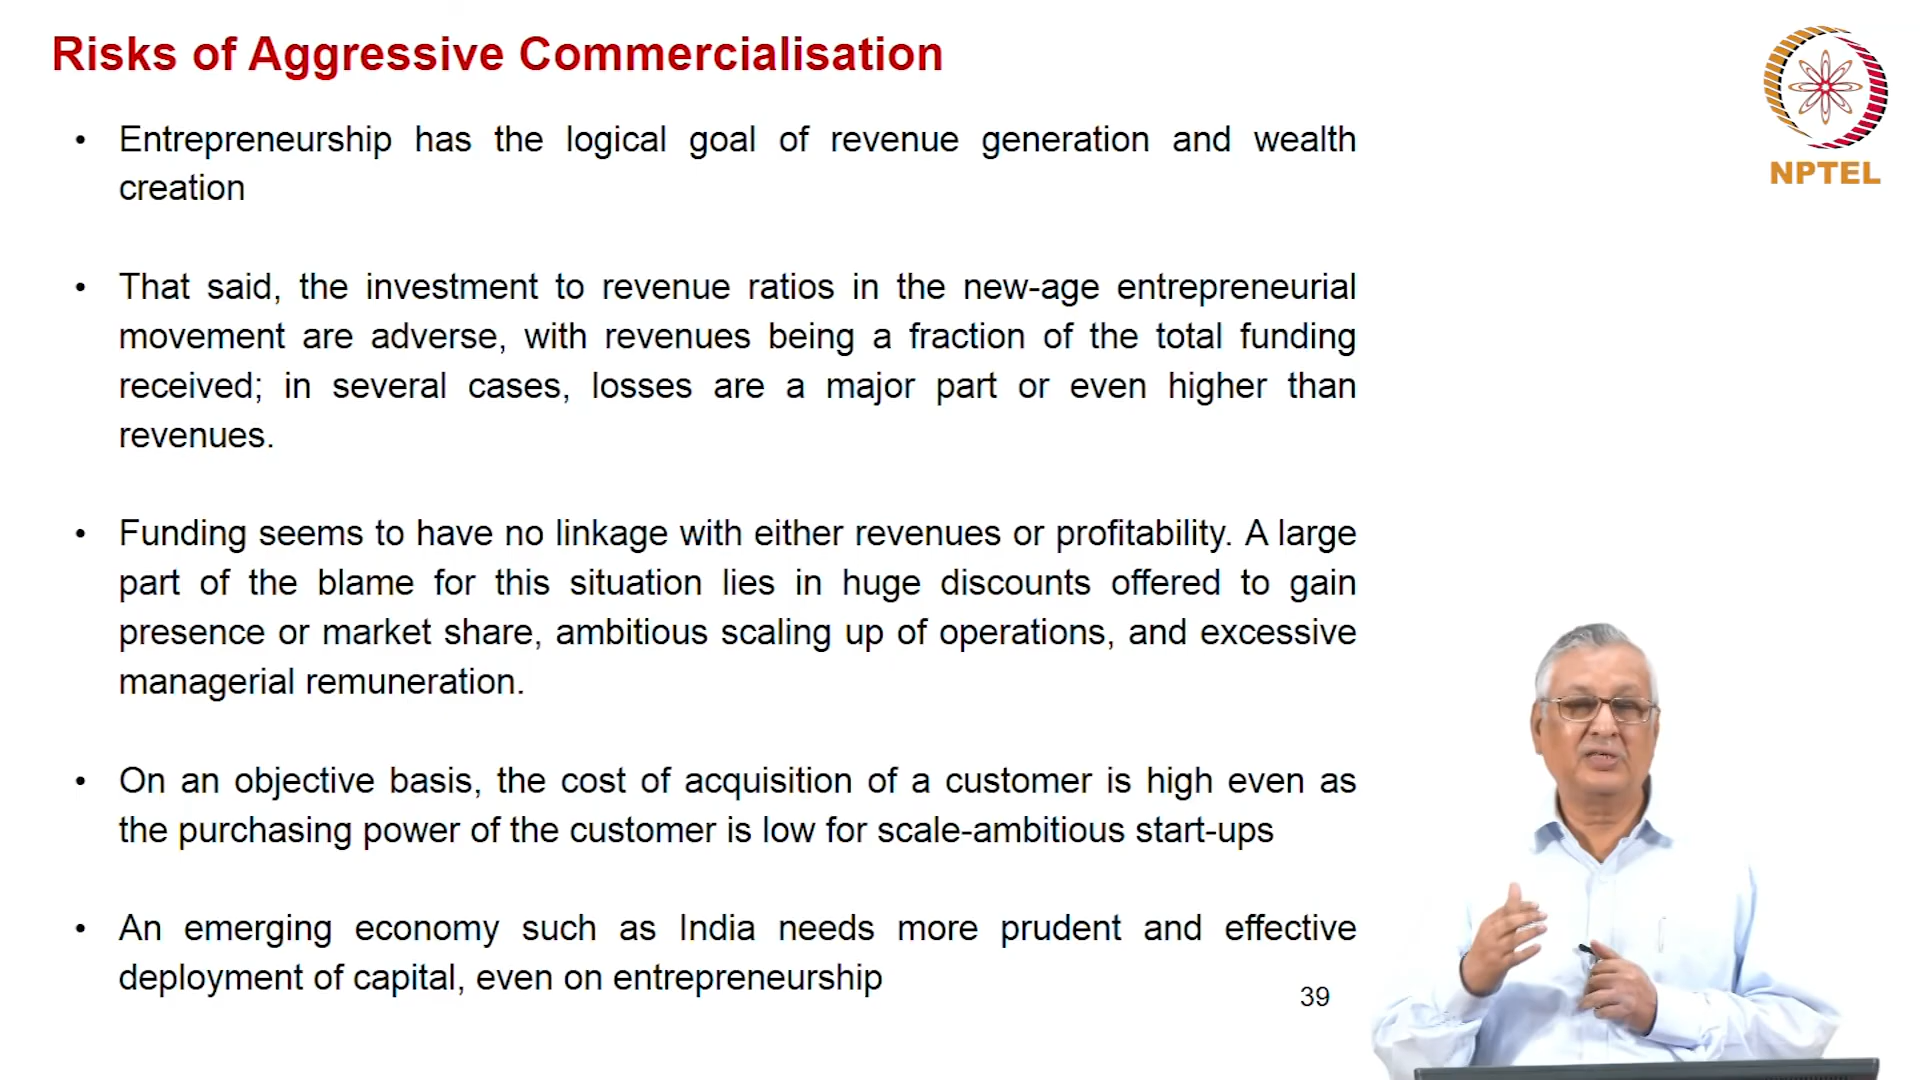 Risks of Aggressive Commercialisation
NPTEL
• Entrepreneurship has the logical goal of revenue generation and wealth
creation
• That said, the investment to revenue ratios in the new-age entrepreneurial
movement are adverse, with revenues being a fraction of the total funding
received; in several cases, losses are a major part or even higher than
revenues.
• Funding seems to have no linkage with either revenues or profitability. A large
part of the blame for this situation lies in huge discounts offered to gain
presence or market share, ambitious scaling up of operations, and excessive
managerial remuneration.
• On an objective basis, the cost of acquisition of a customer is high even as
the purchasing power of the customer is low for scale-ambitious start-ups
• An emerging economy such as India needs more prudent and effective
deployment of capital, even on entrepreneurship
39